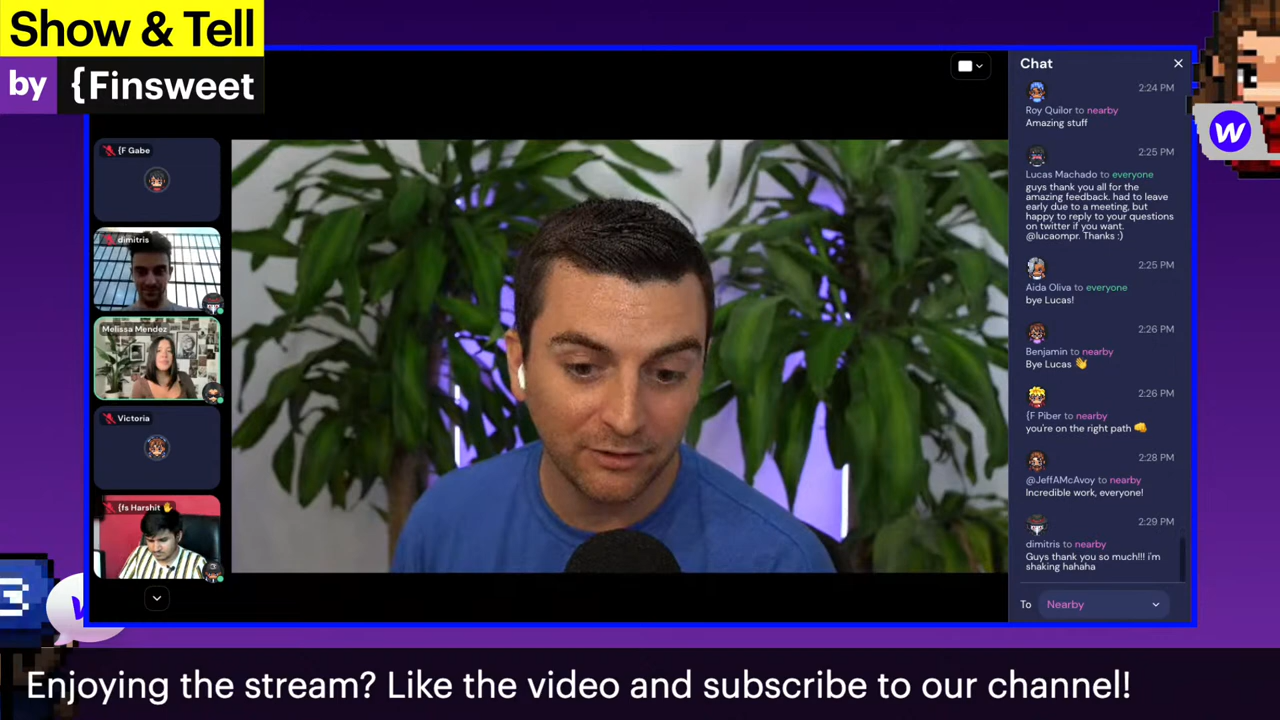 Show & Tell
by {Finsweet
{F Gabe
dimitris
Melissa Mendez
Victoria
{fs Harshit ✋
Chat
2:24 PM
Roy Quilor to nearby
Amazing stuff
2:25 PM
Lucas Machado to everyone
guys thank you all for the
amazing feedback. had to leave
early due to a meeting, but
happy to reply to your questions
on twitter if you want.
@lucaompr. Thanks :)
2:25 PM
Aida Oliva to everyone
bye Lucas!
2:26 PM
Benjamin to nearby
Bye Lucas 👋
2:26 PM
{F Piber to nearby
you're on the right path 👊
2:28 PM
@JeffAMcAvoy to nearby
Incredible work, everyone!
2:29 PM
dimitris to nearby
Guys thank you so much!!! i'm
shaking hahaha
To Nearby
Enjoying the stream? Like the video and subscribe to our channel!